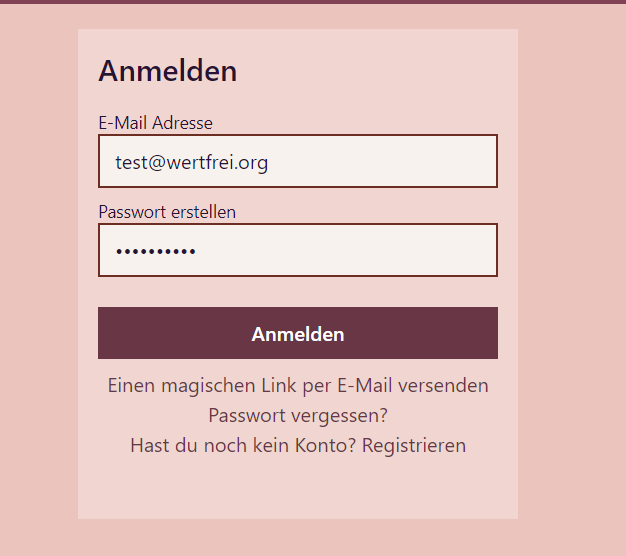 Anmelden
E-Mail Adresse
test@wertfrei.org
Passwort erstellen
••••••••••
Anmelden
Einen magischen Link per E-Mail versenden
Passwort vergessen?
Hast du noch kein Konto? Registrieren